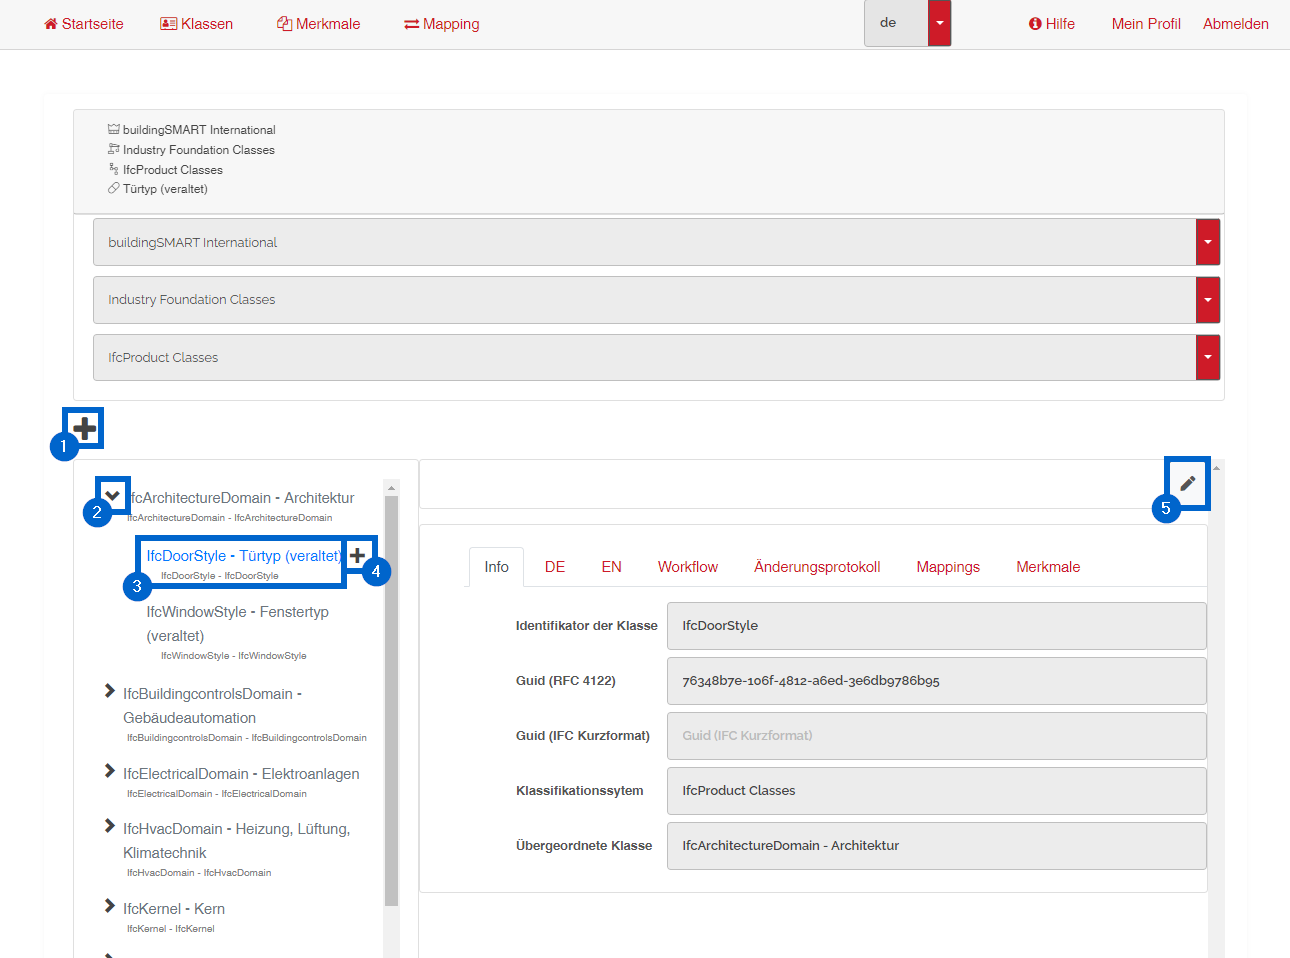 Startseite Klassen Merkmale Mapping de Hilfe Mein Profil Abmelden
buildingSMART International
Industry Foundation Classes
IfcProduct Classes
Türtyp (veraltet)
buildingSMART International
Industry Foundation Classes
IfcProduct Classes
1
2
IfcArchitectureDomain - Architektur
IfcArchitectureDomain - IfcArchitectureDomain
IfcDoorStyle - Türtyp (veraltet)
IfcDoorStyle - IfcDoorStyle
3
4
IfcWindowStyle - Fenstertyp
(veraltet)
IfcWindowStyle - IfcWindowStyle
IfcBuildingcontrolsDomain -
Gebäudeautomation
IfcBuildingcontrolsDomain - IfcBuildingcontrolsDomain
IfcElectricalDomain - Elektroanlagen
IfcElectricalDomain - IfcElectricalDomain
IfcHvacDomain - Heizung, Lüftung,
Klimatechnik
IfcHvacDomain - IfcHvacDomain
IfcKernel - Kern
IfcKernel - IfcKernel
5
Info DE EN Workflow Änderungsprotokoll Mappings Merkmale
Identifikator der Klasse IfcDoorStyle
Guid (RFC 4122) 76348b7e-106f-4812-a6ed-3e6db9786b95
Guid (IFC Kurzformat) Guid (IFC Kurzformat)
Klassifikationssytem IfcProduct Classes
Übergeordnete Klasse IfcArchitectureDomain - Architektur